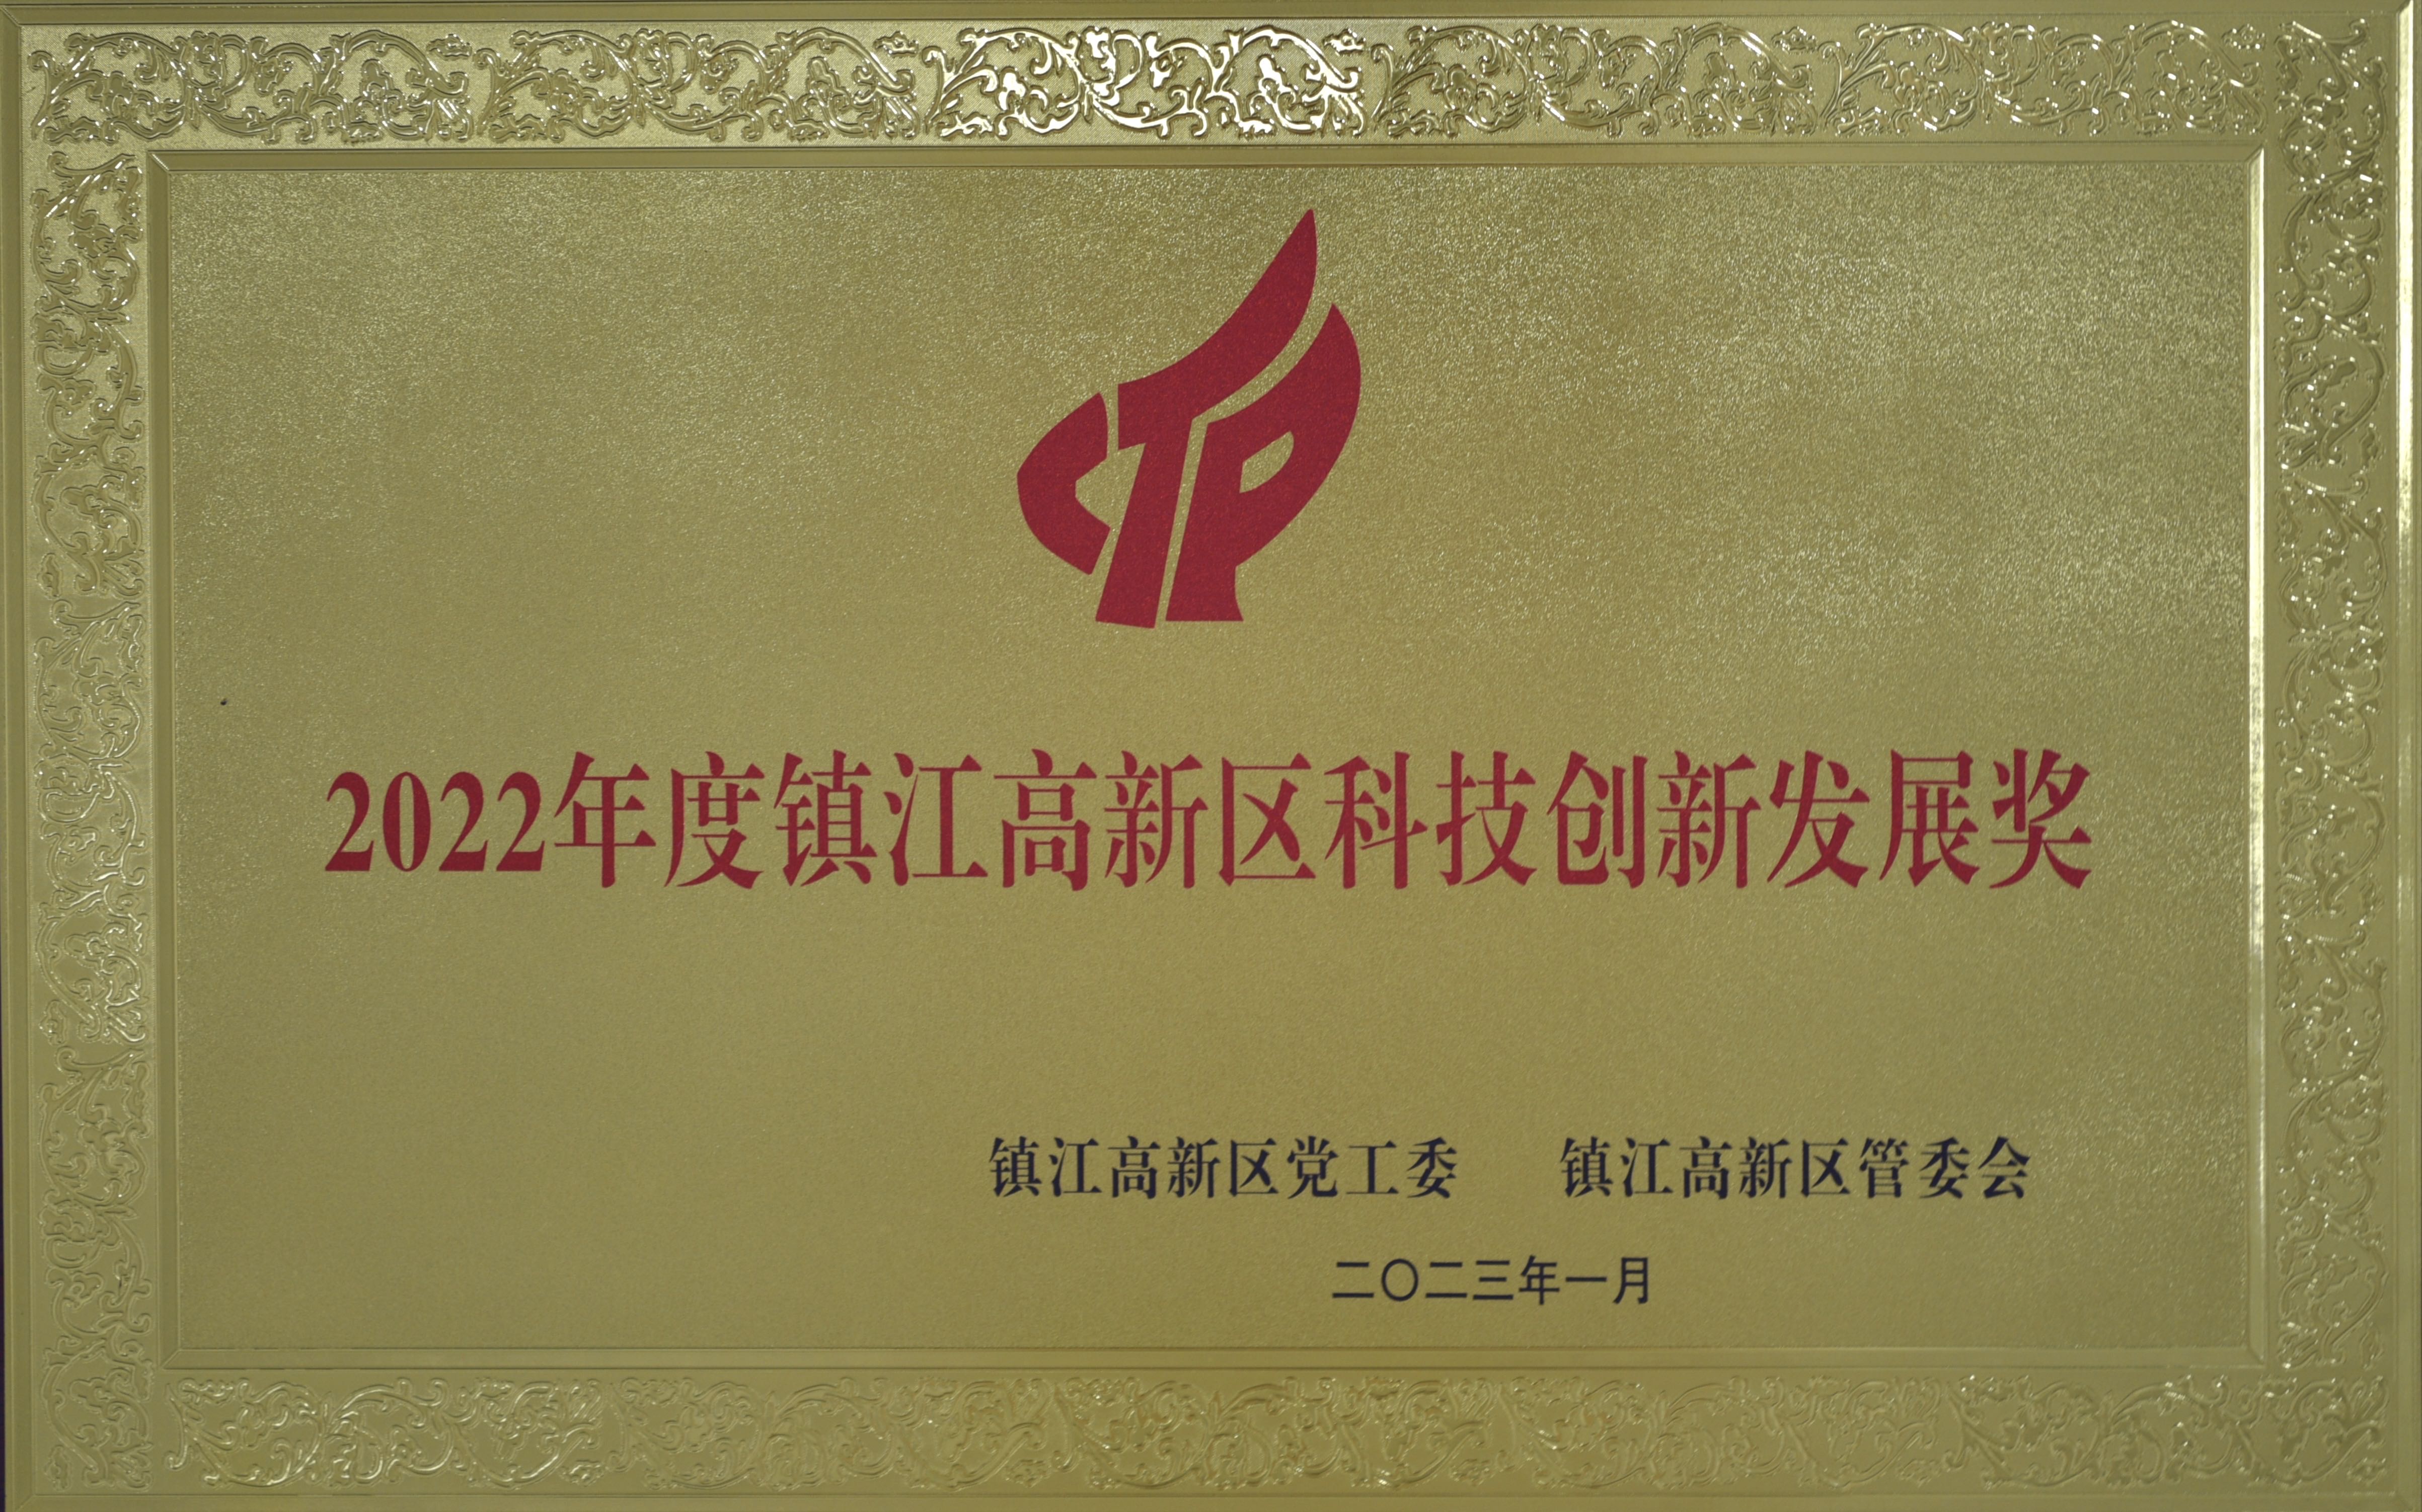 CTP
2022年度镇江高新区科技创新发展奖
镇江高新区党工委 镇江高新区管委会
二〇二三年一月